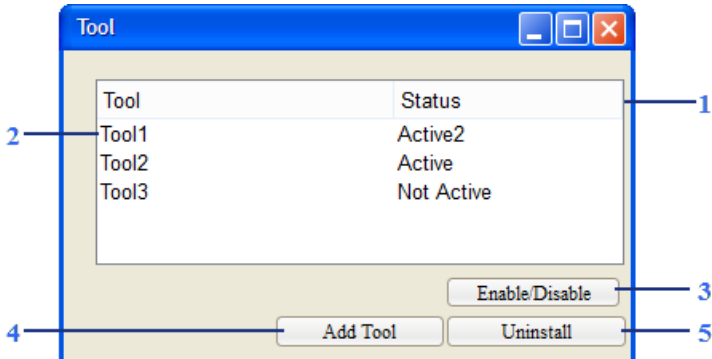 Tool
Tool Status 1
2 Tool1 Active2
Tool2 Active
Tool3 Not Active
Enable/Disable 3
4 Add Tool Uninstall 5